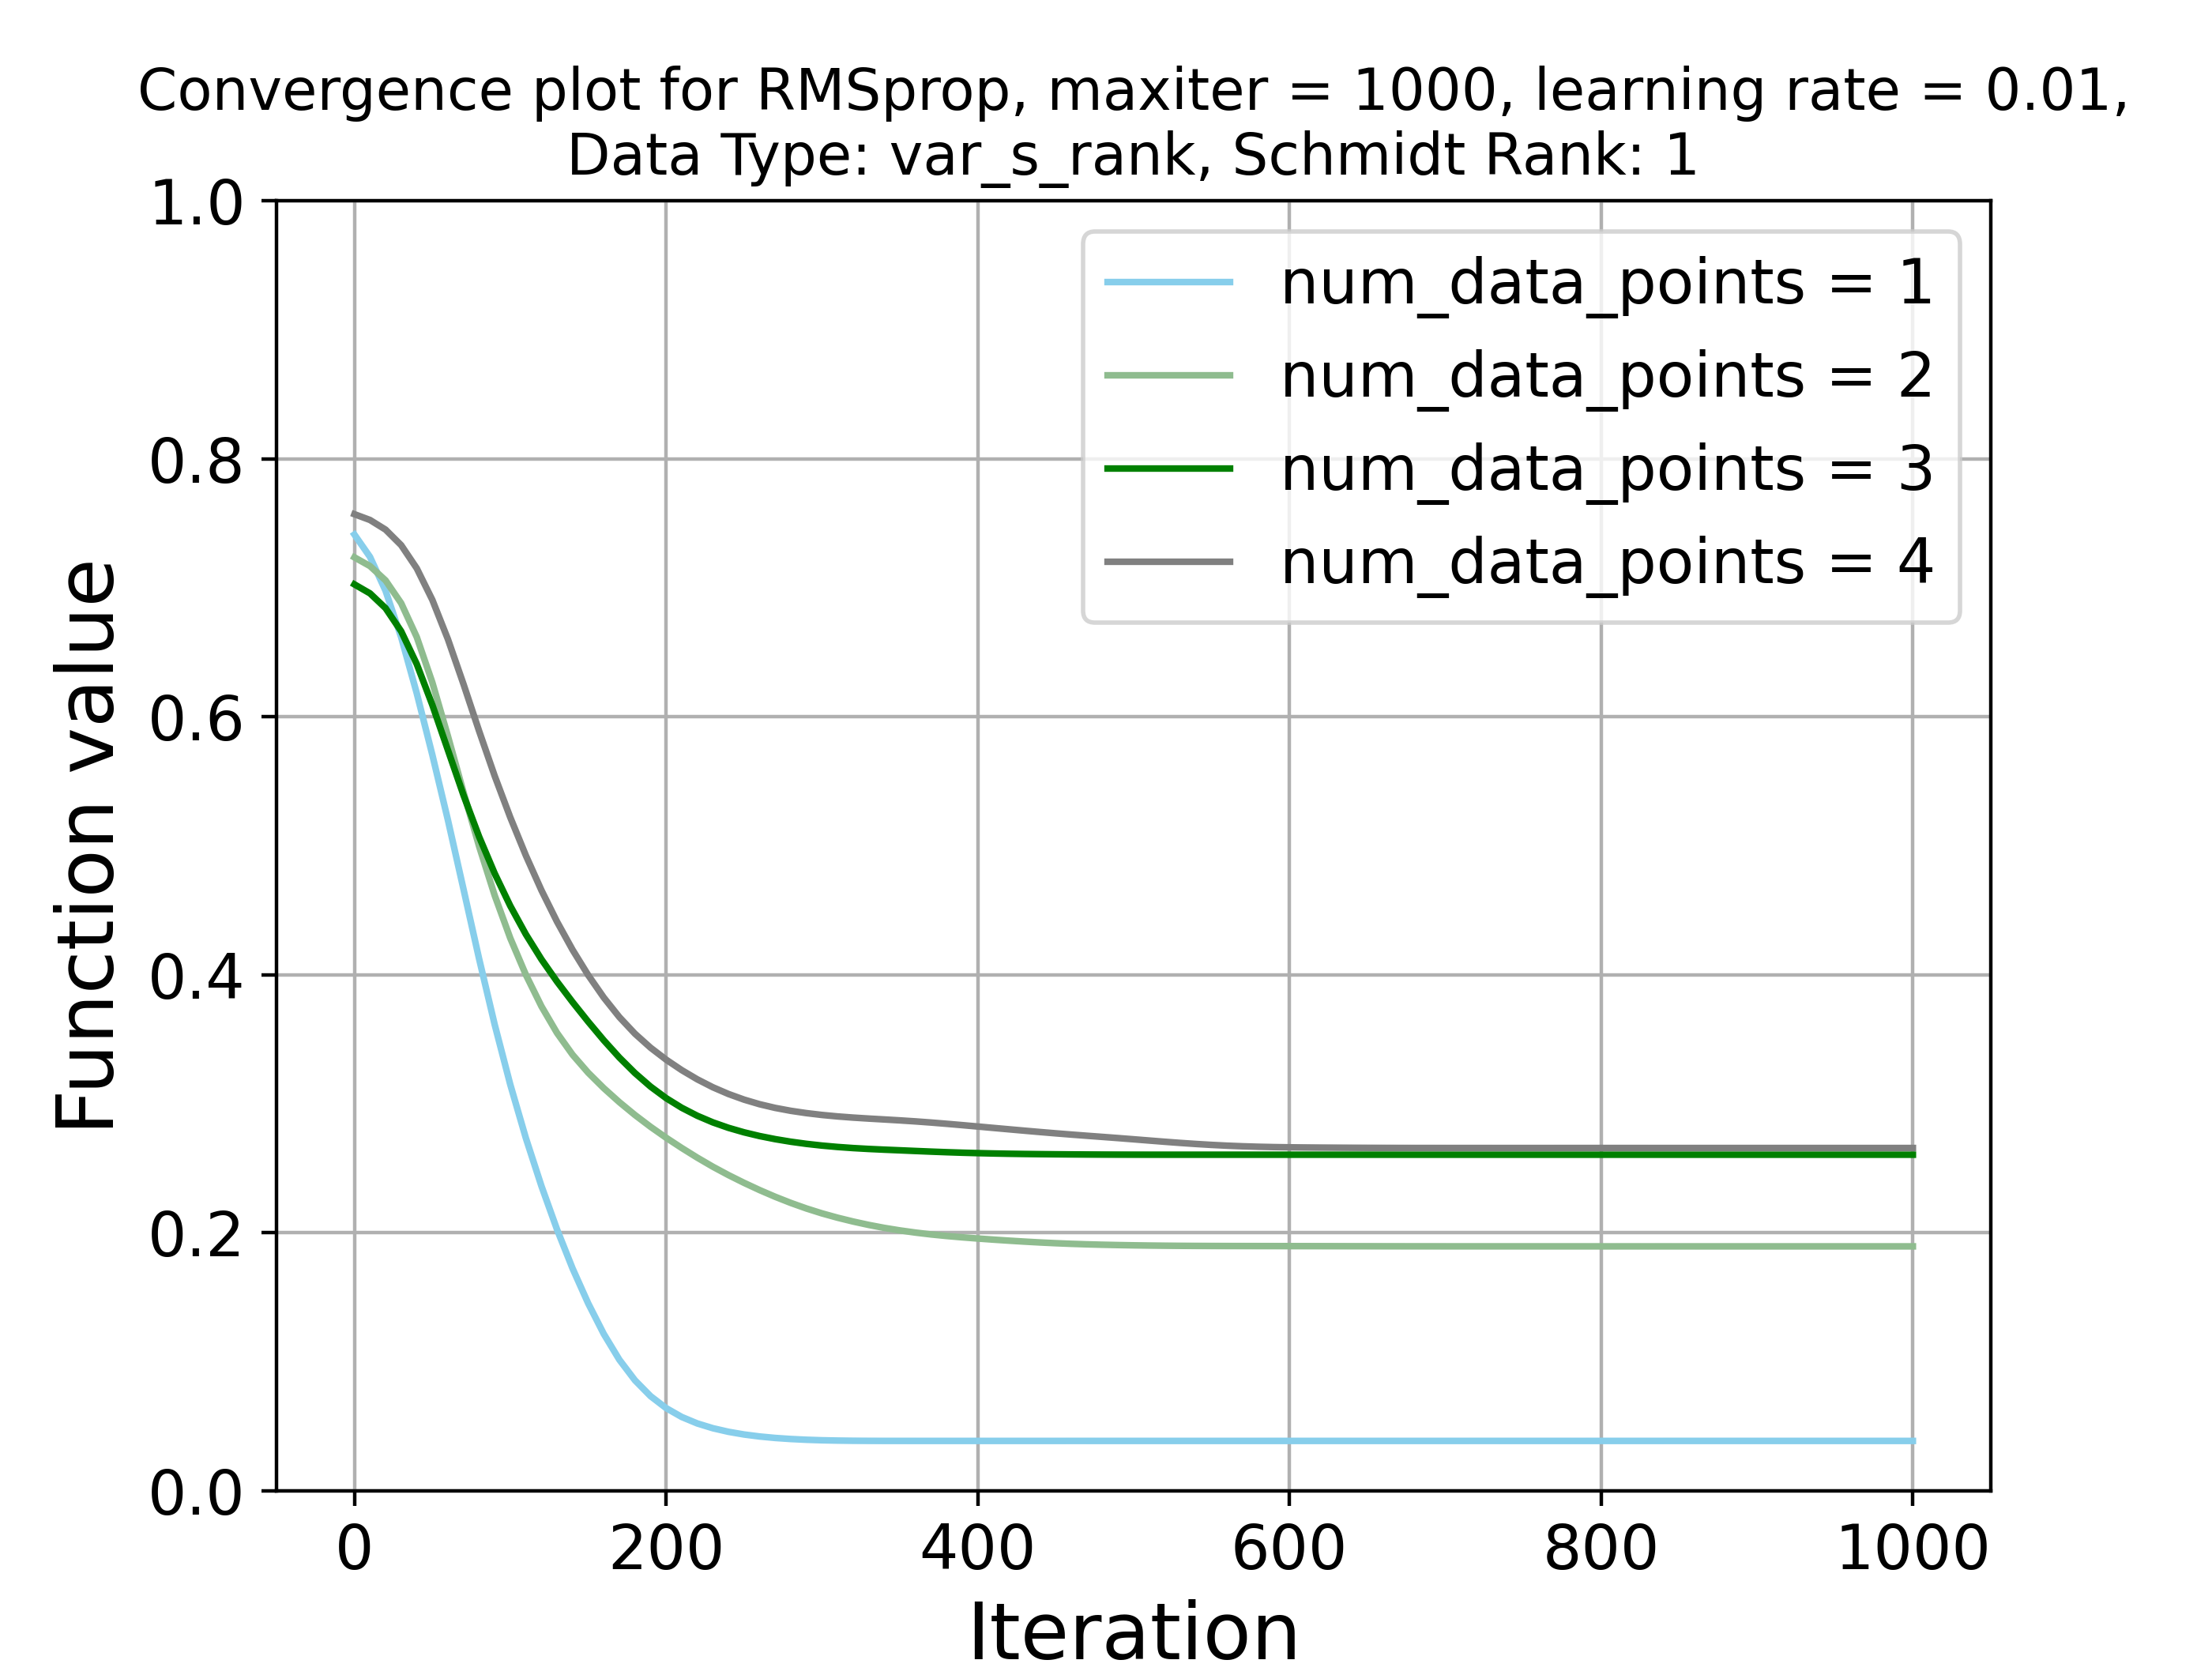 Convergence plot for RMSprop, maxiter = 1000, learning rate = 0.01,
Data Type: var_s_rank, Schmidt Rank: 1
1.0
0.8
0.6
0.4
0.2
0.0
Function value
num_data_points = 1
num_data_points = 2
num_data_points = 3
num_data_points = 4
0 200 400 600 800 1000
Iteration